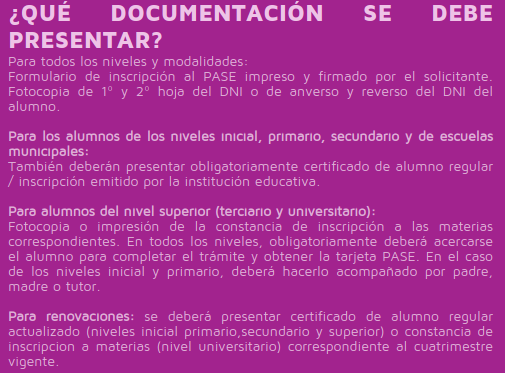 ¿QUÉ DOCUMENTACIÓN SE DEBE
PRESENTAR?
Para todos los niveles y modalidades:
Formulario de inscripción al PASE impreso y firmado por el solicitante.
Fotocopia de 1º y 2º hoja del DNI o de anverso y reverso del DNI del
alumno.
Para los alumnos de los niveles inicial, primario, secundario y de escuelas
municipales:
También deberán presentar obligatoriamente certificado de alumno regular
/ inscripción emitido por la institución educativa.
Para alumnos del nivel superior (terciario y universitario):
Fotocopia o impresión de la constancia de inscripción a las materias
correspondientes. En todos los niveles, obligatoriamente deberá acercarse
el alumno para completar el trámite y obtener la tarjeta PASE. En el caso
de los niveles inicial y primario, deberá hacerlo acompañado por padre,
madre o tutor.
Para renovaciones: se deberá presentar certificado de alumno regular
actualizado (niveles inicial primario,secundario y superior) o constancia de
inscripcion a materias (nivel universitario) correspondiente al cuatrimestre
vigente.